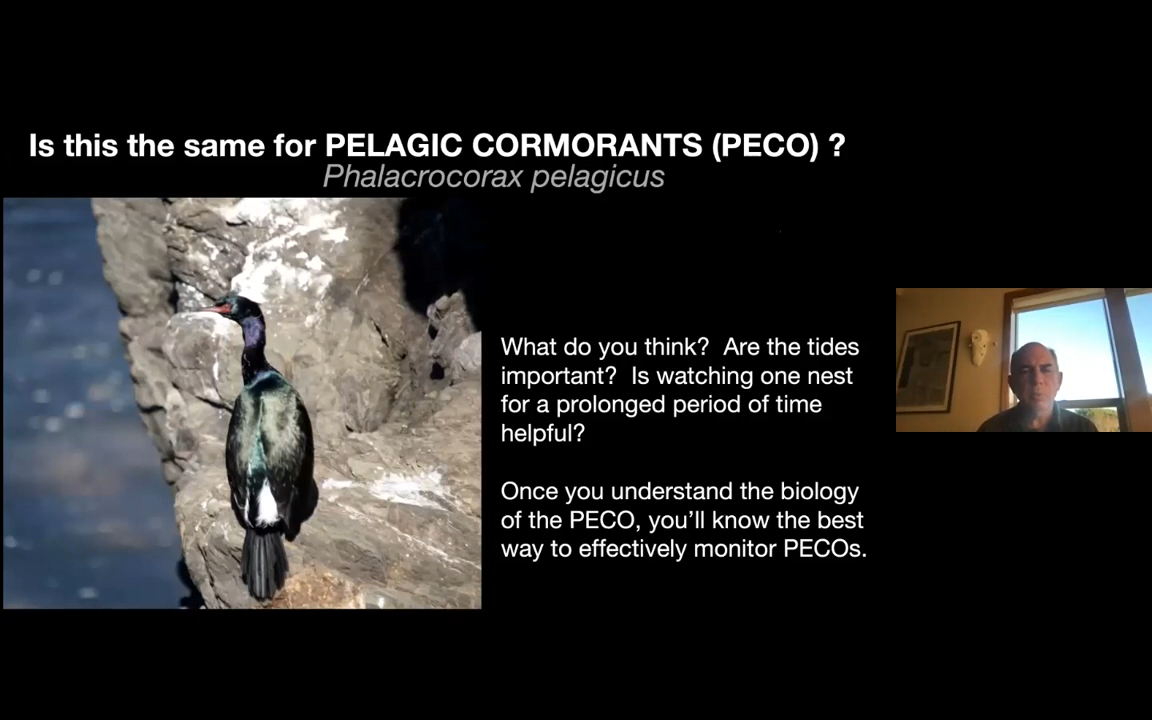 Is this the same for PELAGIC CORMORANTS (PECO) ?
Phalacrocorax pelagicus
What do you think?  Are the tides
important?  Is watching one nest
for a prolonged period of time
helpful?
Once you understand the biology
of the PECO, you’ll know the best
way to effectively monitor PECOs.